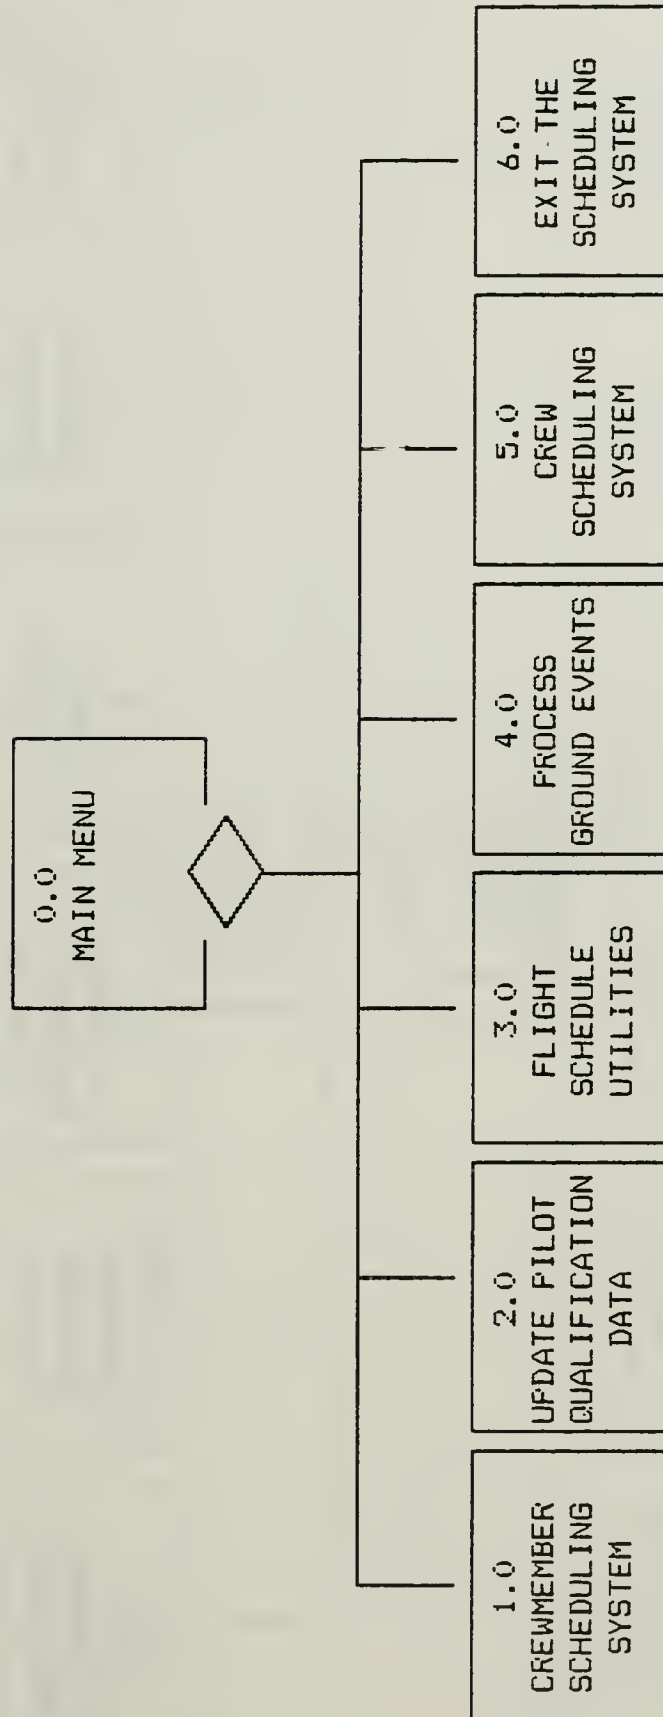 0.0
MAIN MENU
1.0
CREWMEMBER
SCHEDULING
SYSTEM
2.0
UPDATE PILOT
QUALIFICATION
DATA
3.0
FLIGHT
SCHEDULE
UTILITIES
4.0
PROCESS
GROUND EVENTS
5.0
CREW
SCHEDULING
SYSTEM
6.0
EXIT THE
SCHEDULING
SYSTEM